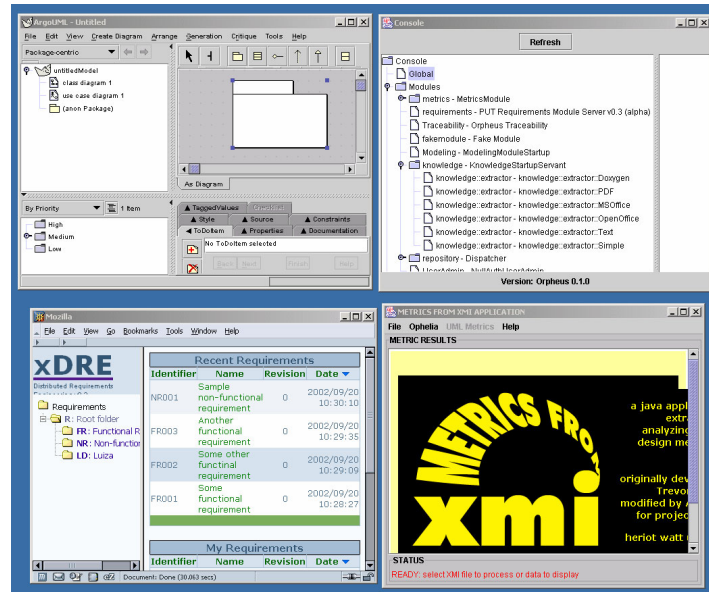 ArgoUML - Untitled
File Edit View Create Diagram Arrange Generation Critique Tools Help
Package-centric
untitledModel
class diagram 1
use case diagram 1
(anon Package)
As Diagram
By Priority 1 Item
High
Medium
Low
TaggedValues Checklist
Style Source Constraints
ToDoItem Properties Documentation
No ToDoItem selected
Back Next Finish Help
Console
Refresh
Console
Global
Modules
metrics - MetricsModule
requirements - PUT Requirements Module Server v0.3 (alpha)
Traceability - Orpheus Traceability
fakemodule - Fake Module
Modeling - ModelingModuleStartup
knowledge - KnowledgeStartupServant
knowledge::extractor - knowledge::extractor::Doxygen
knowledge::extractor - knowledge::extractor::PDF
knowledge::extractor - knowledge::extractor::MSOffice
knowledge::extractor - knowledge::extractor::OpenOffice
knowledge::extractor - knowledge::extractor::Text
knowledge::extractor - knowledge::extractor::Simple
repository - Dispatcher
UserAdmin - NullAuthUserAdmin
Version: Orpheus 0.1.0
Mozilla
File Edit View Go Bookmarks Tools Window Help
xDRE
Distributed Requirements
Requirements
R: Root folder
FR: Functional R
NR: Non-function
LD: Luiza
Recent Requirements
Identifier Name Revision Date
NR001 Sample non-functional requirement 0 2002/09/20 10:30:10
FR003 Another functional requirement 0 2002/09/20 10:29:35
FR002 Some other functinal requirement 0 2002/09/20 10:29:09
FR001 Some functional requirement 0 2002/09/20 10:28:27
My Requirements
Identifier Name Revision Date
Document: Done (30.063 secs)
METRICS FROM XMI APPLICATION
File Ophelia UML Metrics Help
METRIC RESULTS
METRICS FROM
xmi
a java appl
extra
analyzing
design me
originally dev
Trevor
modified by A
for projec
heriot watt u
STATUS
READY: select XMI file to process or data to display